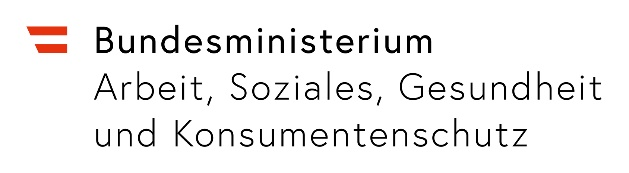 Bundesministerium
Arbeit, Soziales, Gesundheit
und Konsumentenschutz